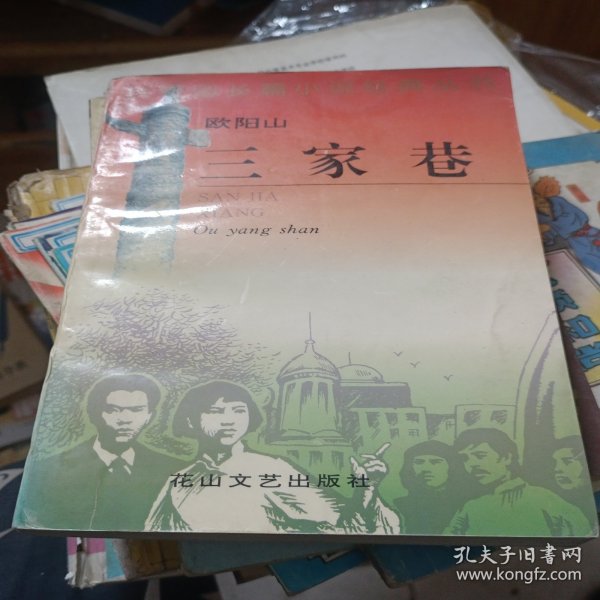 欧阳山
三家巷
SAN JIA
XIANG
Ou yang shan
花山文艺出版社
孔夫子旧书网
www.kongfz.com